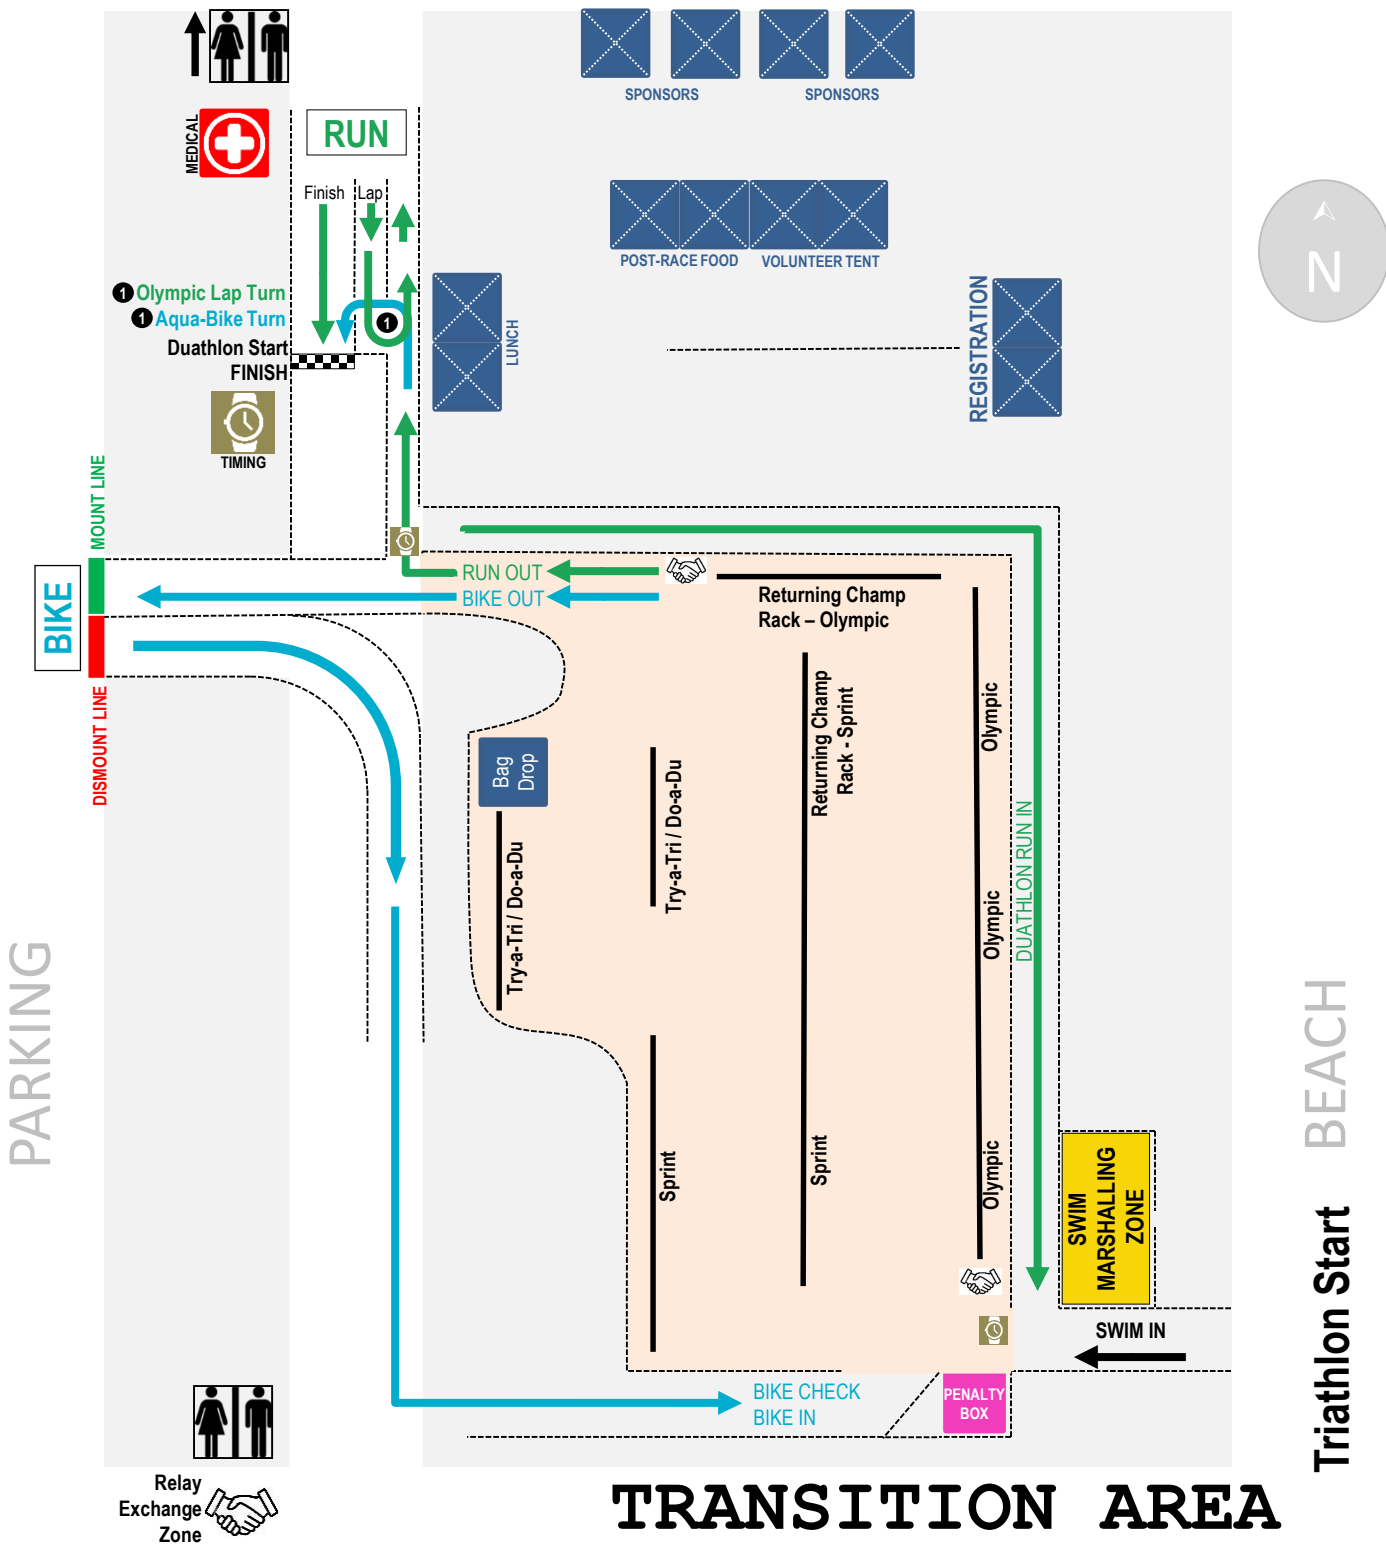 SPONSORS
SPONSORS
MEDICAL
RUN
Finish
Lap
POST-RACE FOOD
VOLUNTEER TENT
N
1 Olympic Lap Turn
1 Aqua-Bike Turn
1
Duathlon Start
FINISH
LUNCH
REGISTRATION
TIMING
MOUNT LINE
BIKE
DISMOUNT LINE
RUN OUT
BIKE OUT
Returning Champ
Rack – Olympic
Returning Champ
Rack - Sprint
Olympic
Bag
Drop
Try-a-Tri / Do-a-Du
Try-a-Tri / Do-a-Du
Olympic
DUATHLON RUN IN
PARKING
BEACH
Sprint
Sprint
Olympic
SWIM
MARSHALLING
ZONE
Triathlon Start
SWIM IN
BIKE CHECK
BIKE IN
PENALTY
BOX
Relay
Exchange
Zone
TRANSITION AREA